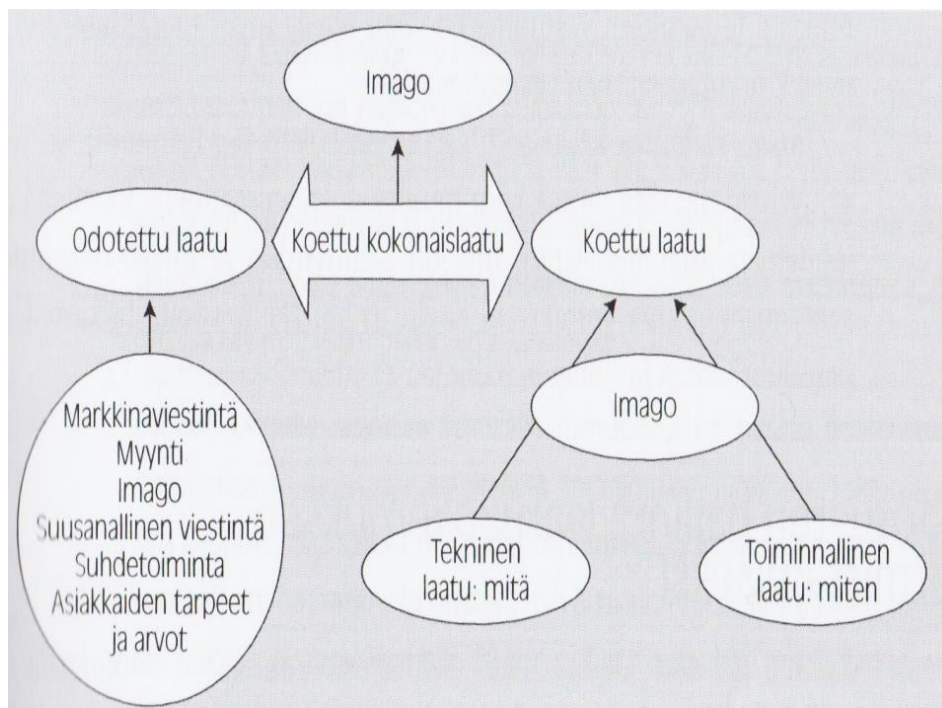 Imago
Odotettu laatu
Koettu kokonaislaatu
Koettu laatu
Markkinaviestintä
Myynti
Imago
Suusanallinen viestintä
Suhdetoiminta
Asiakkaiden tarpeet
ja arvot
Imago
Tekninen
laatu: mitä
Toiminnallinen
laatu: miten